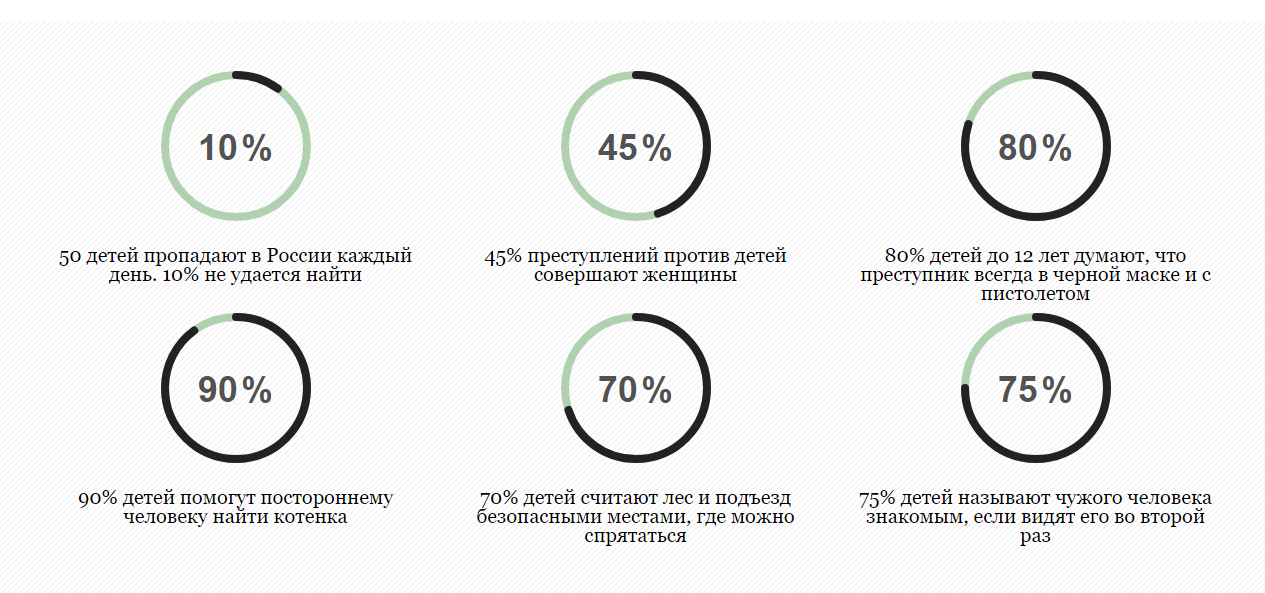 10%
45%
80%
50 детей пропадают в России каждый
день. 10% не удается найти
45% преступлений против детей
совершают женщины
80% детей до 12 лет думают, что
преступник всегда в черной маске и с
пистолетом
90%
70%
75%
90% детей помогут постороннему
человеку найти котенка
70% детей считают лес и подъезд
безопасными местами, где можно
спрятаться
75% детей называют чужого человека
знакомым, если видят его во второй
раз